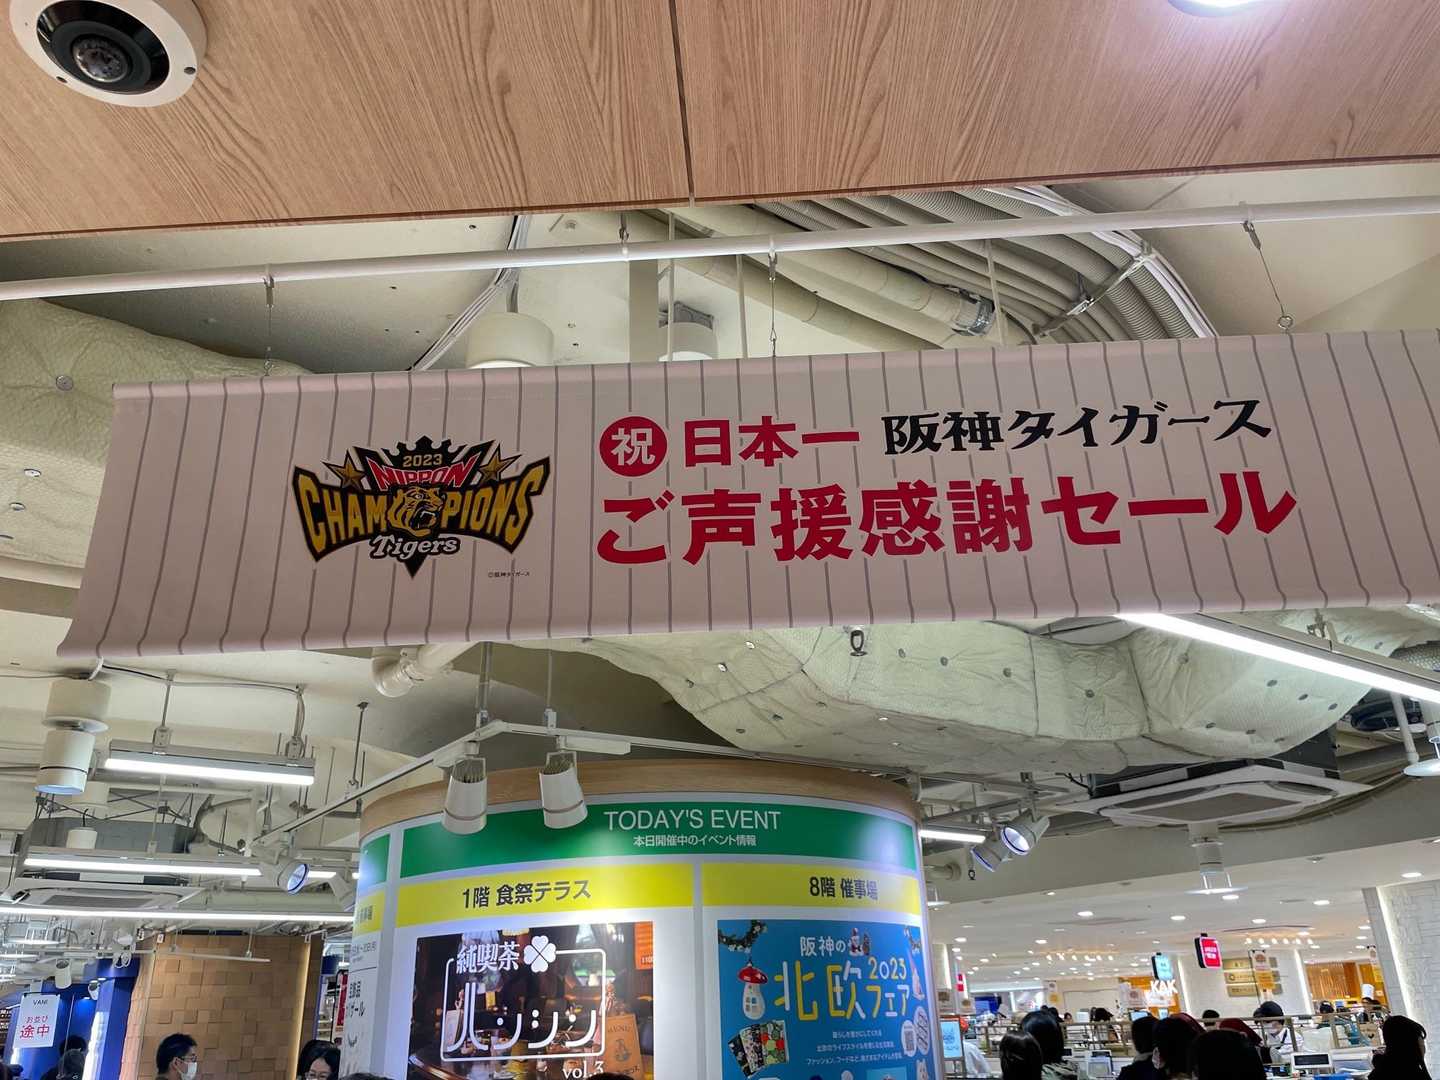 2023
NIPPON
CHAMPIONS
Tigers
©阪神タイガース
祝 日本一 阪神タイガース
ご声援感謝セール
TODAY'S EVENT
本日開催中のイベント情報
1階 食祭テラス
8階 催事場
純喫茶
ハンシン
vol.3
MENU
阪神の
北欧フェア
2023
VANI
お並び
途中
KAK